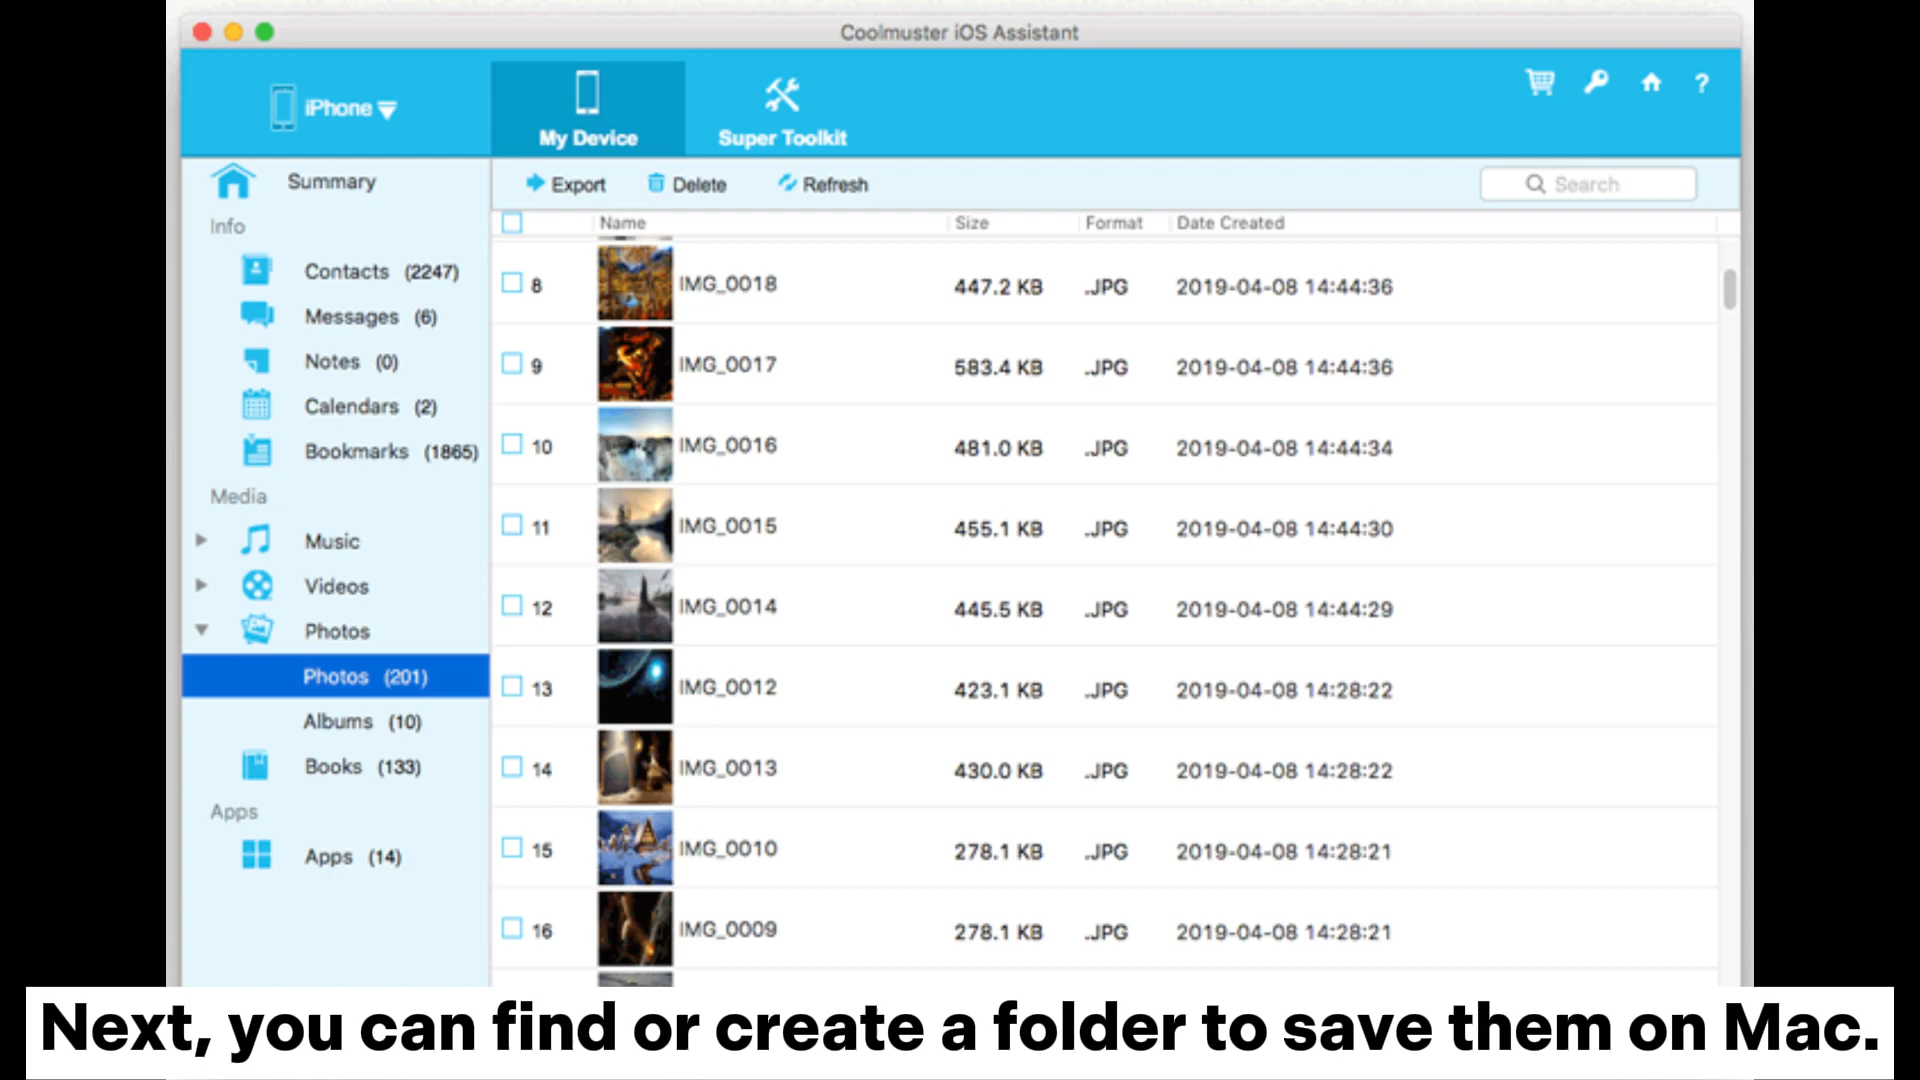 Coolmuster iOS Assistant
iPhone
My Device
Super Toolkit
?
Summary
Export
Delete
Refresh
Search
Info
Name
Size
Format
Date Created
Contacts (2247)
Messages (6)
Notes (0)
Calendars (2)
Bookmarks (1865)
Media
Music
Videos
Photos
Photos (201)
Albums (10)
Books (133)
Apps
Apps (14)
8 IMG_0018 447.2 KB .JPG 2019-04-08 14:44:36
9 IMG_0017 583.4 KB .JPG 2019-04-08 14:44:36
10 IMG_0016 481.0 KB .JPG 2019-04-08 14:44:34
11 IMG_0015 455.1 KB .JPG 2019-04-08 14:44:30
12 IMG_0014 445.5 KB .JPG 2019-04-08 14:44:29
13 IMG_0012 423.1 KB .JPG 2019-04-08 14:28:22
14 IMG_0013 430.0 KB .JPG 2019-04-08 14:28:22
15 IMG_0010 278.1 KB .JPG 2019-04-08 14:28:21
16 IMG_0009 278.1 KB .JPG 2019-04-08 14:28:21
Next, you can find or create a folder to save them on Mac.